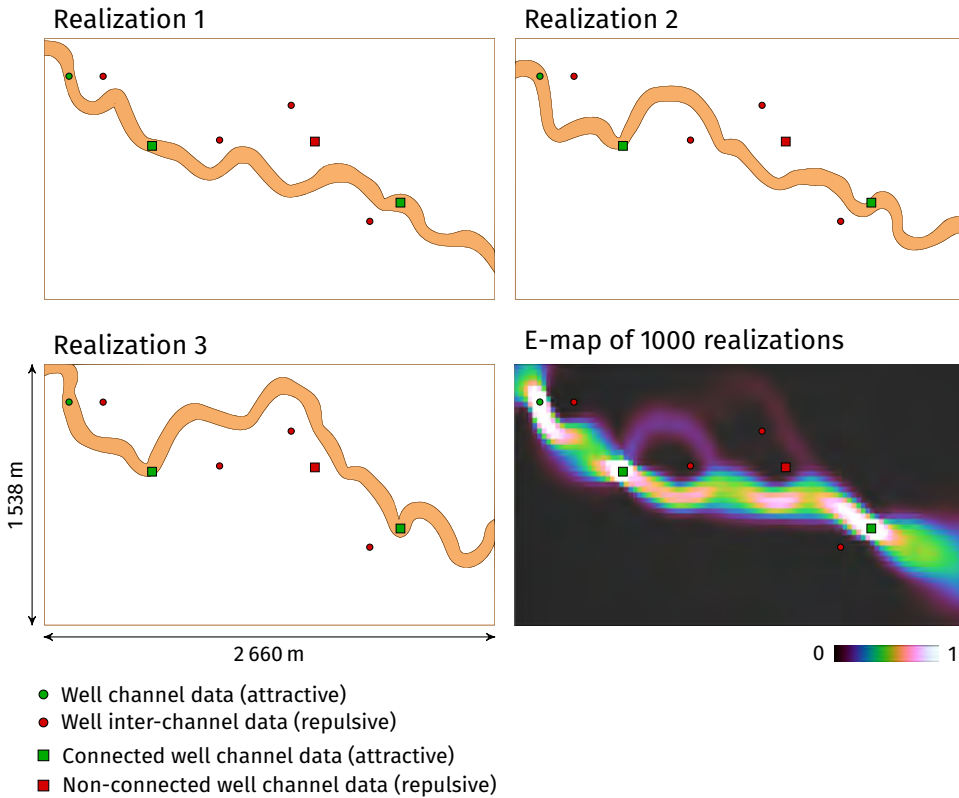 Realization 1
Realization 2
Realization 3
E-map of 1000 realizations
1 538 m
2 660 m
0
1
Well channel data (attractive)
Well inter-channel data (repulsive)
Connected well channel data (attractive)
Non-connected well channel data (repulsive)